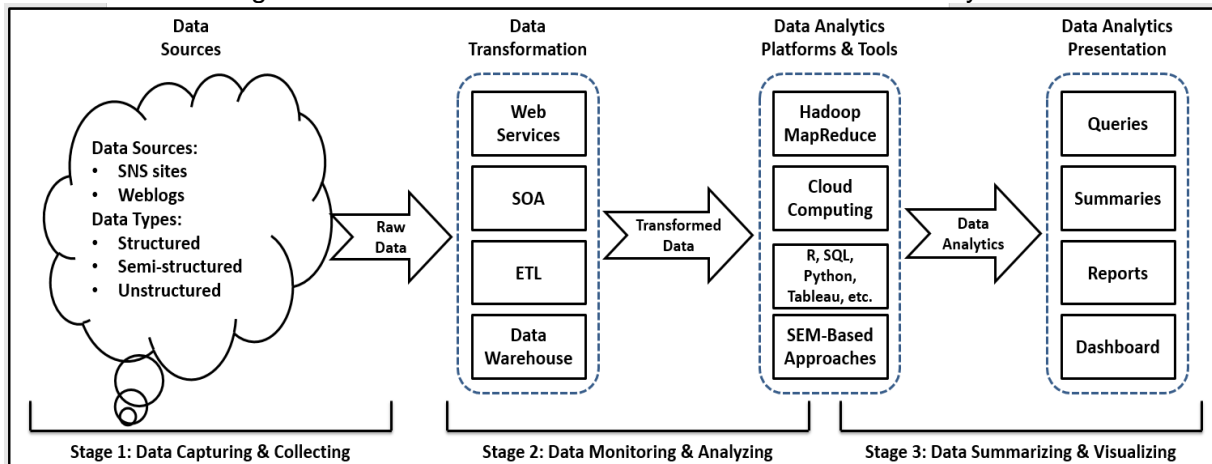 Data
Sources
Data
Transformation
Data Analytics
Platforms & Tools
Data Analytics
Presentation
Data Sources:
• SNS sites
• Weblogs
Data Types:
• Structured
• Semi-structured
• Unstructured
Raw
Data
Web
Services
SOA
ETL
Data
Warehouse
Transformed
Data
Hadoop
MapReduce
Cloud
Computing
R, SQL,
Python,
Tableau, etc.
SEM-Based
Approaches
Data
Analytics
Queries
Summaries
Reports
Dashboard
Stage 1: Data Capturing & Collecting
Stage 2: Data Monitoring & Analyzing
Stage 3: Data Summarizing & Visualizing